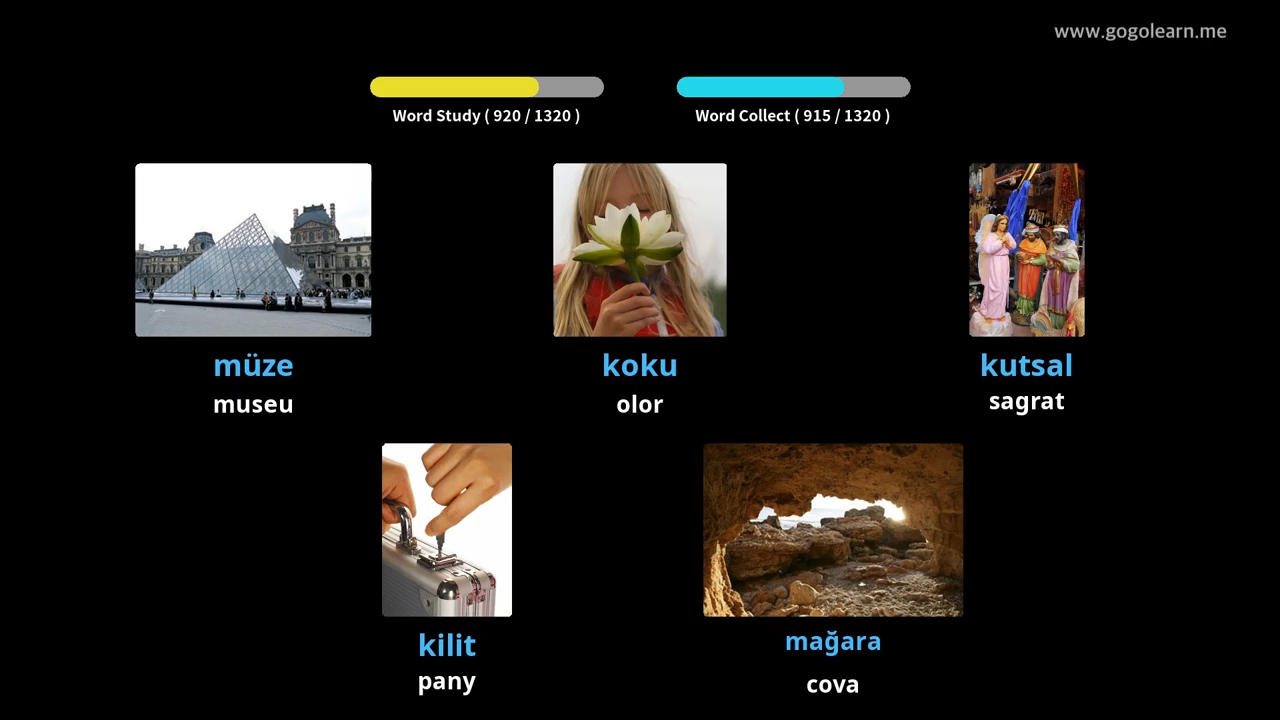 www.gogolearn.me
Word Study ( 920 / 1320 )
Word Collect ( 915 / 1320 )
müze
museu
koku
olor
kutsal
sagrat
kilit
pany
mağara
cova